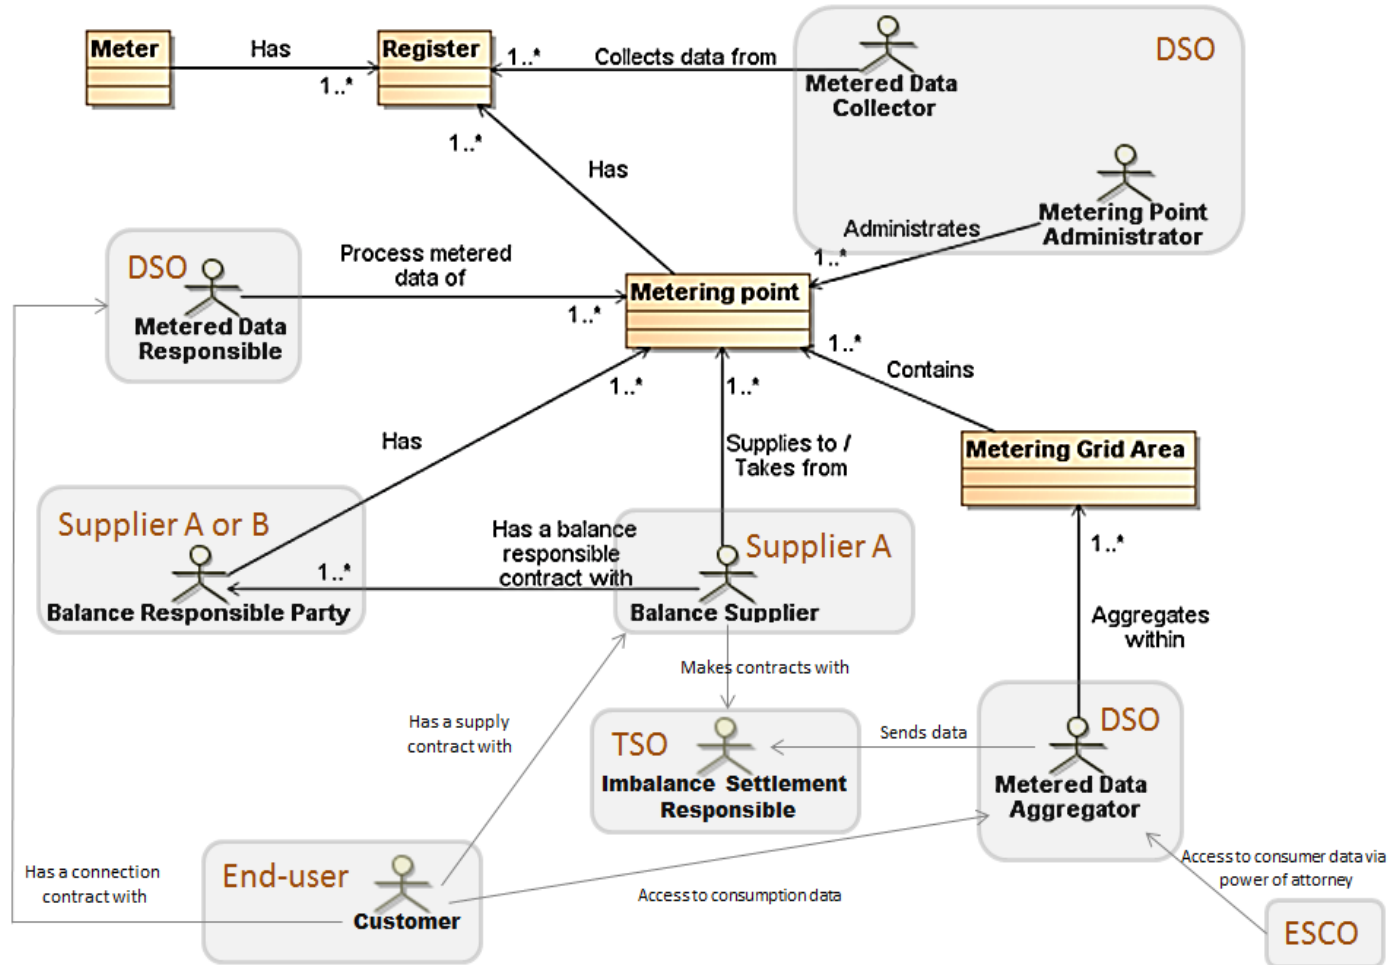 Meter
Has
1..*
Register
1..*
Collects data from
Metered Data
Collector
DSO
1..*
Has
Metering Point
Administrator
Administrates
1..*
DSO
Metered Data
Responsible
Process metered
data of
1..*
Metering point
1..*
1..*
1..*
Contains
Has
Supplies to /
Takes from
Metering Grid Area
Supplier A or B
Balance Responsible Party
1..*
Has a balance
responsible
contract with
Supplier A
Balance Supplier
1..*
Aggregates
within
Makes contracts with
Has a supply
contract with
TSO
Imbalance Settlement
Responsible
Sends data
DSO
Metered Data
Aggregator
Has a connection
contract with
End-user
Customer
Access to consumption data
Access to consumer data via
power of attorney
ESCO